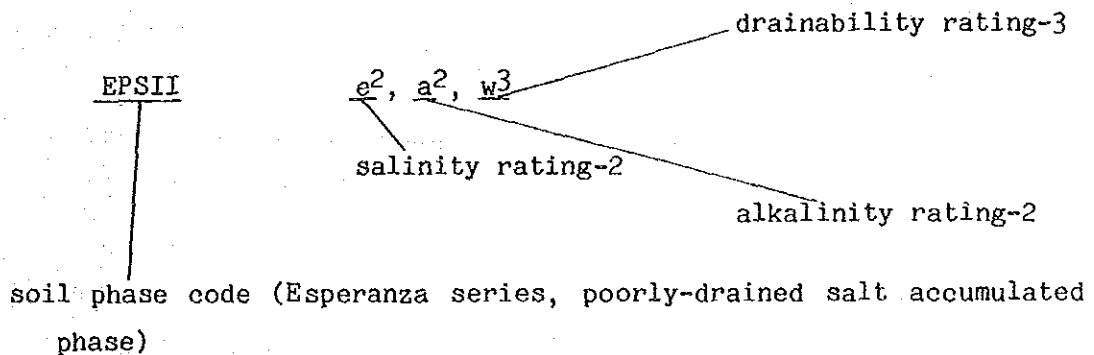 drainability rating-3
EPSII e², a², w³
salinity rating-2
alkalinity rating-2
soil phase code (Esperanza series, poorly-drained salt accumulated
phase)